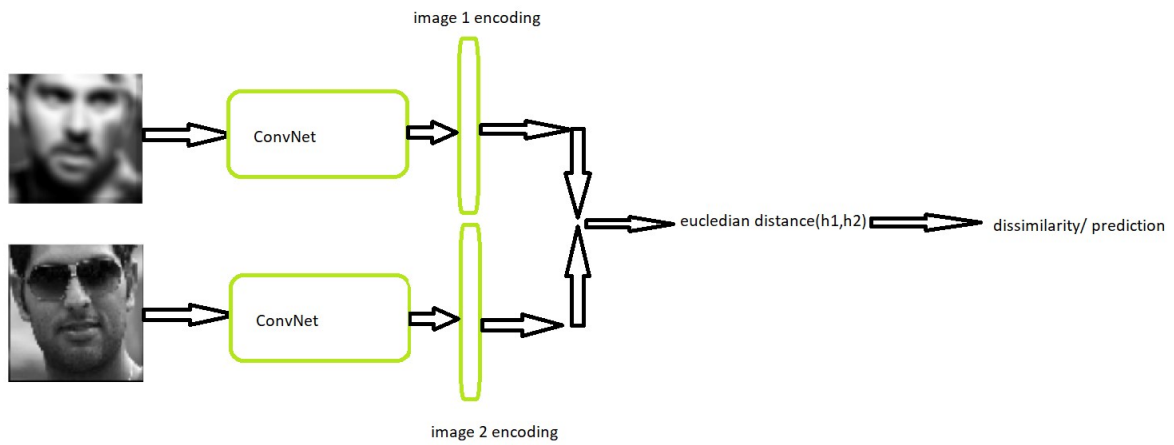 image 1 encoding
ConvNet
eucledian distance(h1,h2)
dissimilarity/ prediction
ConvNet
image 2 encoding